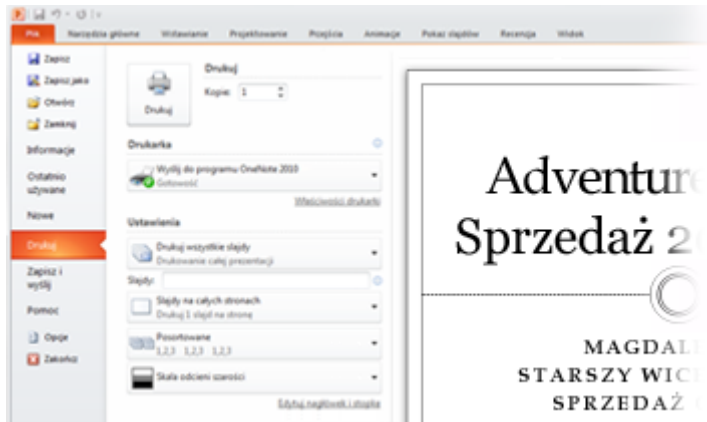 Plik Narzędzia główne Wstawianie Projektowanie Przejścia Animacje Pokaz slajdów Recenzja Widok
Zapisz
Zapisz jako
Otwórz
Zamknij
Informacje
Ostatnio
używane
Nowe
Drukuj
Zapisz i
wyślij
Pomoc
Opcje
Zakończ
Drukuj
Drukuj
Kopie: 1
Drukarka
Wyślij do programu OneNote 2010
Gotowość
Właściwości drukarki
Ustawienia
Drukuj wszystkie slajdy
Drukowanie całej prezentacji
Slajdy:
Slajdy na całych stronach
Drukuj 1 slajd na stronę
Posortowane
1,2,3 1,2,3 1,2,3
Skala odcieni szarości
Edytuj nagłówek i stopkę
Adventure
Sprzedaż 2
MAGDAL
STARSZY WIC
SPRZEDAŻ